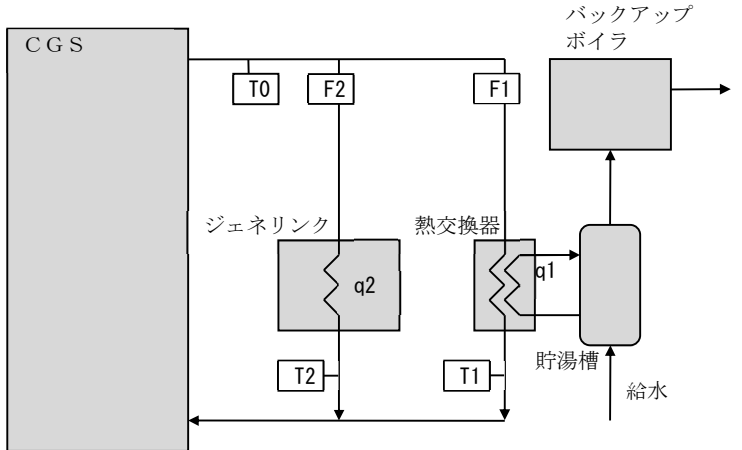 バックアップ
ボイラ
ＣＧＳ
T0
F2
F1
ジェネリンク
熱交換器
q2
q1
T2
T1
貯湯槽
給水